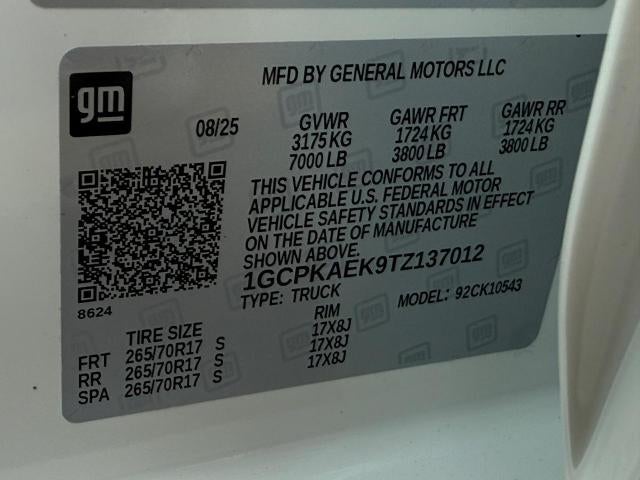 gm
MFD BY GENERAL MOTORS LLC
08/25 GVWR GAWR FRT GAWR RR
3175 KG 1724 KG 1724 KG
7000 LB 3800 LB 3800 LB
THIS VEHICLE CONFORMS TO ALL
APPLICABLE U.S. FEDERAL MOTOR
VEHICLE SAFETY STANDARDS IN EFFECT
ON THE DATE OF MANUFACTURE
SHOWN ABOVE.
1GCPKAEK9TZ137012
TYPE: TRUCK MODEL: 92CK10543
8624
TIRE SIZE RIM
FRT 265/70R17 S 17X8J
RR 265/70R17 S 17X8J
SPA 265/70R17 S 17X8J